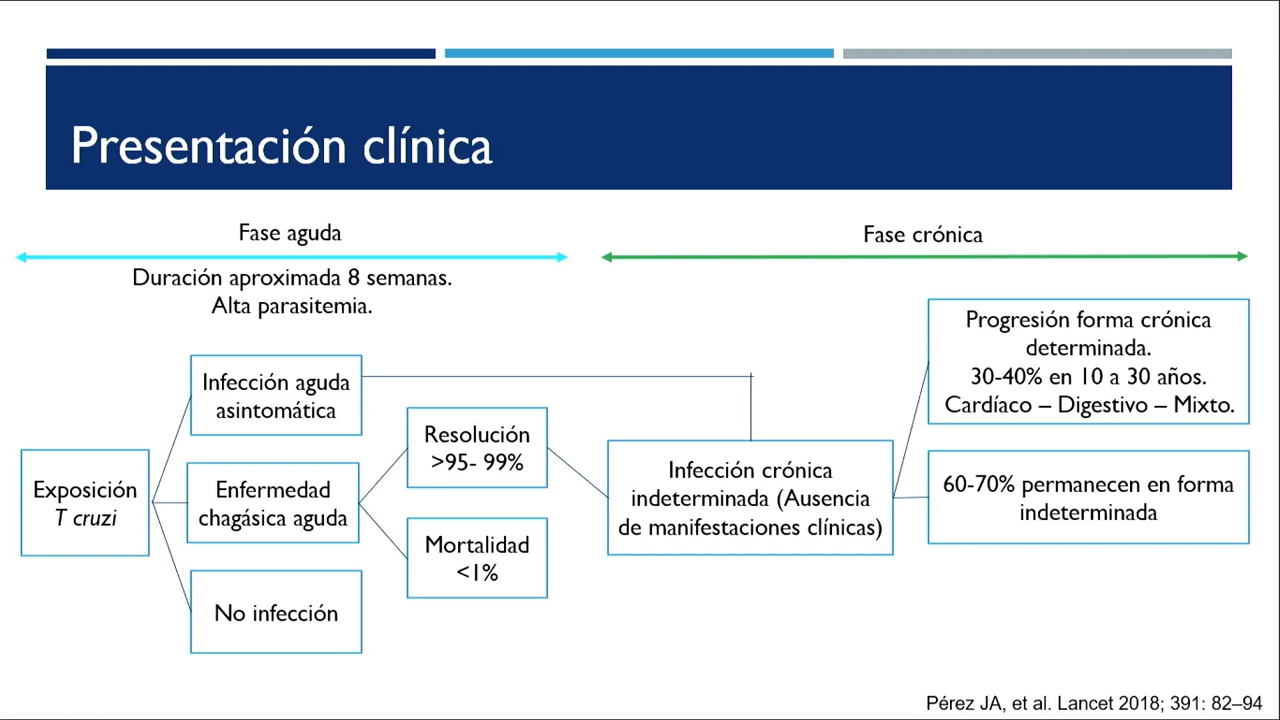 Presentación clínica
Fase aguda
Duración aproximada 8 semanas.
Alta parasitemia.
Fase crónica
Exposición
T cruzi
Infección aguda
asintomática
Enfermedad
chagásica aguda
No infección
Resolución
>95- 99%
Mortalidad
<1%
Infección crónica
indeterminada (Ausencia
de manifestaciones clínicas)
Progresión forma crónica
determinada.
30-40% en 10 a 30 años.
Cardíaco – Digestivo – Mixto.
60-70% permanecen en forma
indeterminada
Pérez JA, et al. Lancet 2018; 391: 82–94